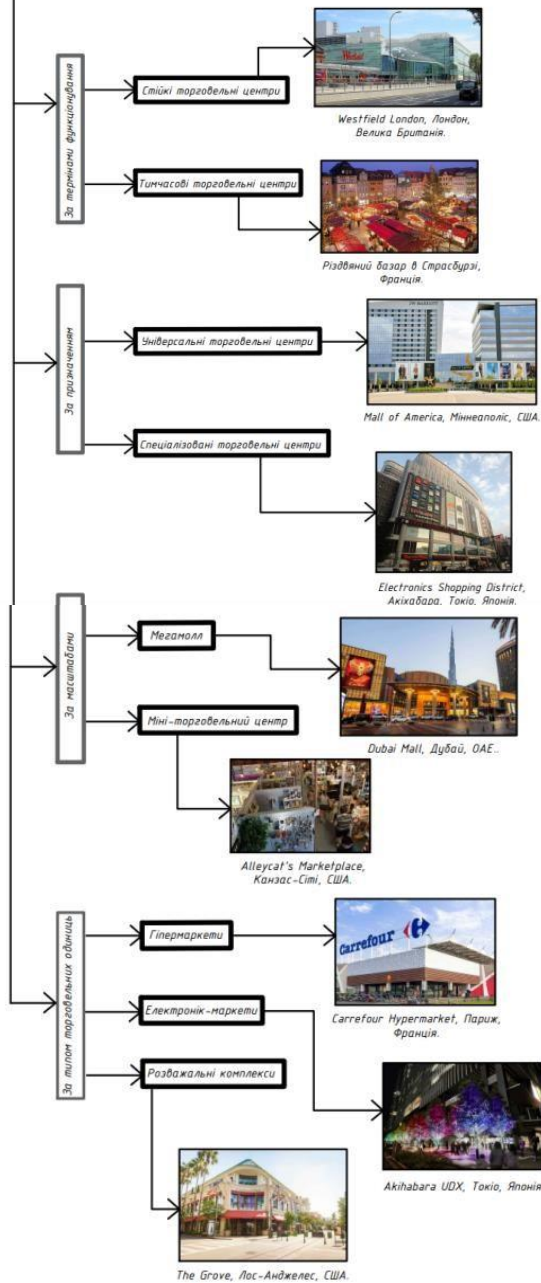 За термінами функціонування
Стійкі торговельні центри
Westfield London, Лондон,
Велика Британія.
Тимчасові торговельні центри
Різдвяний базар в Страсбурзі,
Франція.
За призначенням
Універсальні торговельні центри
Mall of America, Міннеаполіс, США.
Спеціалізовані торговельні центри
Electronics Shopping District,
Акіхабара, Токіо, Японія.
За масштабами
Мегамолл
Dubai Mall, Дубай, ОАЕ..
Міні-торговельний центр
Alleycat's Marketplace,
Канзас-Сіті, США.
За типом торговельних одиниць
Гіпермаркети
Carrefour
Carrefour Hypermarket, Париж,
Франція.
Електронік-маркети
Akihabara UDX, Токіо, Японія
Розважальні комплекси
The Grove, Лос-Анджелес, США.